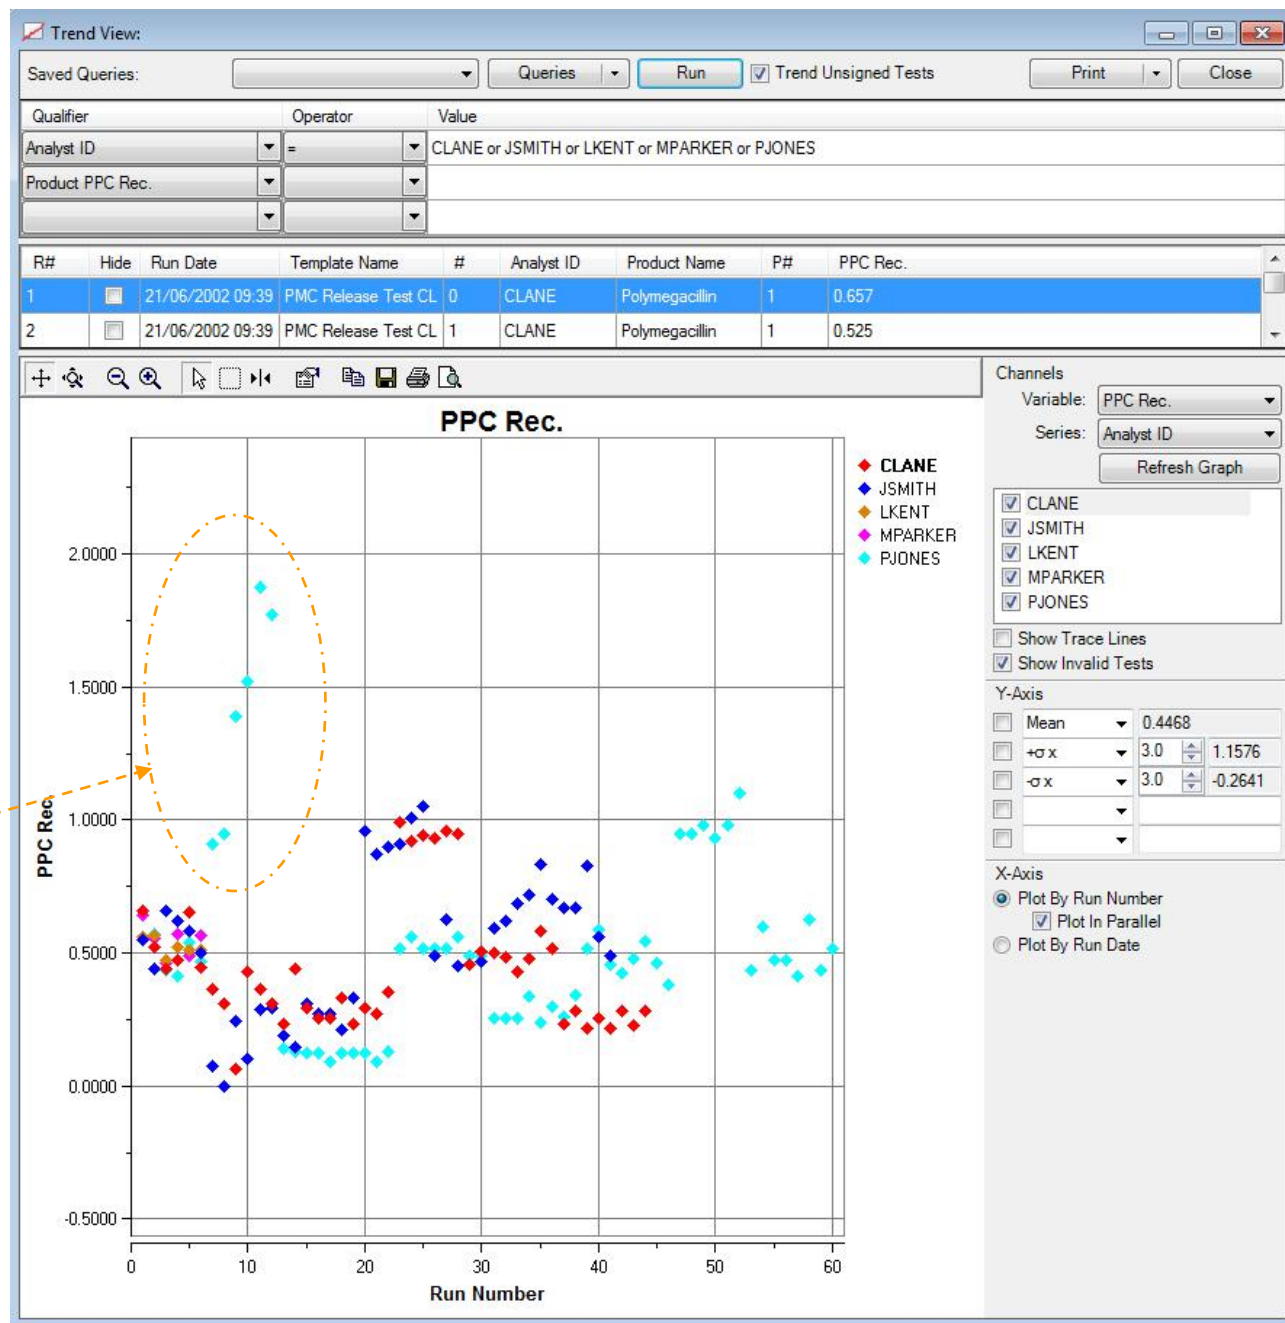 Trend View:
Saved Queries: Queries Run Trend Unsigned Tests Print Close
Qualifier Operator Value
Analyst ID = CLANE or JSMITH or LKENT or MPARKER or PJONES
Product PPC Rec.
R# Hide Run Date Template Name # Analyst ID Product Name P# PPC Rec.
1 21/06/2002 09:39 PMC Release Test CL 0 CLANE Polymegacillin 1 0.657
2 21/06/2002 09:39 PMC Release Test CL 1 CLANE Polymegacillin 1 0.525
PPC Rec.
CLANE
JSMITH
LKENT
MPARKER
PJONES
2.0000
1.5000
1.0000
0.5000
0.0000
-0.5000
PPC Rec.
0 10 20 30 40 50 60
Run Number
Channels
Variable: PPC Rec.
Series: Analyst ID
Refresh Graph
CLANE
JSMITH
LKENT
MPARKER
PJONES
Show Trace Lines
Show Invalid Tests
Y-Axis
Mean 0.4468
+σ x 3.0 1.1576
-σ x 3.0 -0.2641
X-Axis
Plot By Run Number
Plot In Parallel
Plot By Run Date